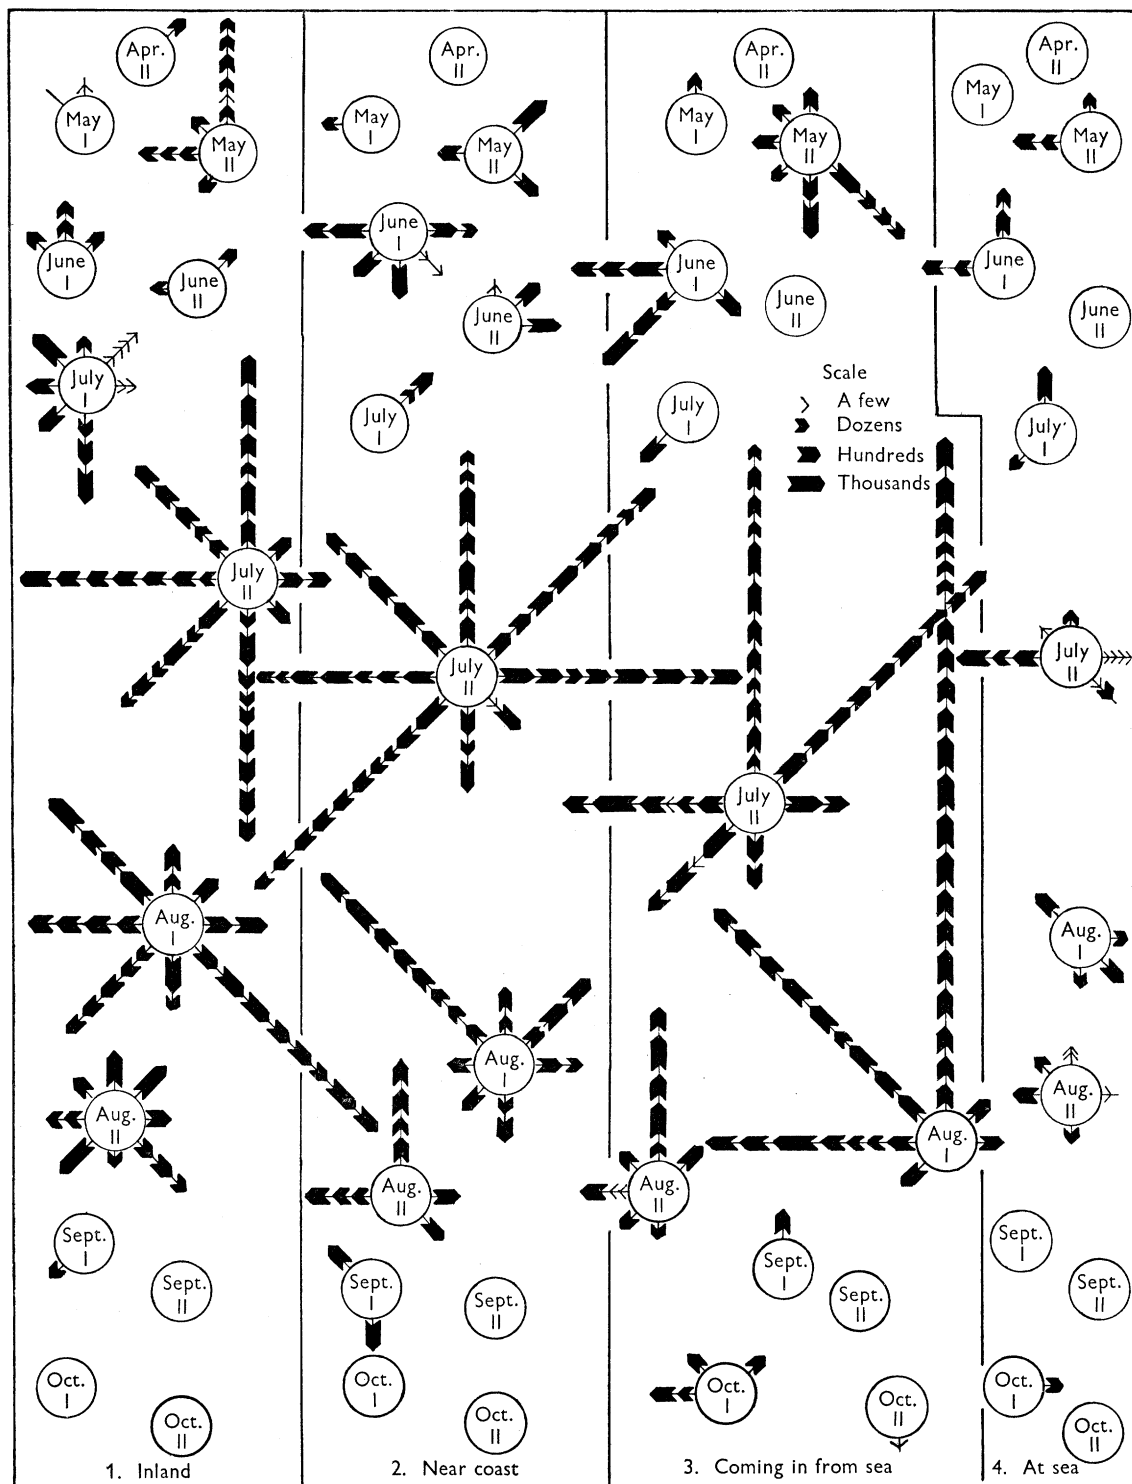 Apr.
II
May
I
May
II
June
I
June
II
July
I
July
II
Aug.
I
Aug.
II
Sept.
I
Sept.
II
Oct.
I
Oct.
II
1. Inland
Apr.
II
May
I
May
II
June
I
June
II
July
I
July
II
Aug.
I
Aug.
II
Sept.
I
Sept.
II
Oct.
I
Oct.
II
2. Near coast
Apr.
II
May
I
May
II
June
I
June
II
July
I
Scale
A few
Dozens
Hundreds
Thousands
July
II
Aug.
I
Aug.
II
Sept.
I
Sept.
II
Oct.
I
Oct.
II
3. Coming in from sea
Apr.
II
May
I
May
II
June
I
June
II
July
I
July
II
Aug.
I
Aug.
II
Sept.
I
Sept.
II
Oct.
I
Oct.
II
4. At sea